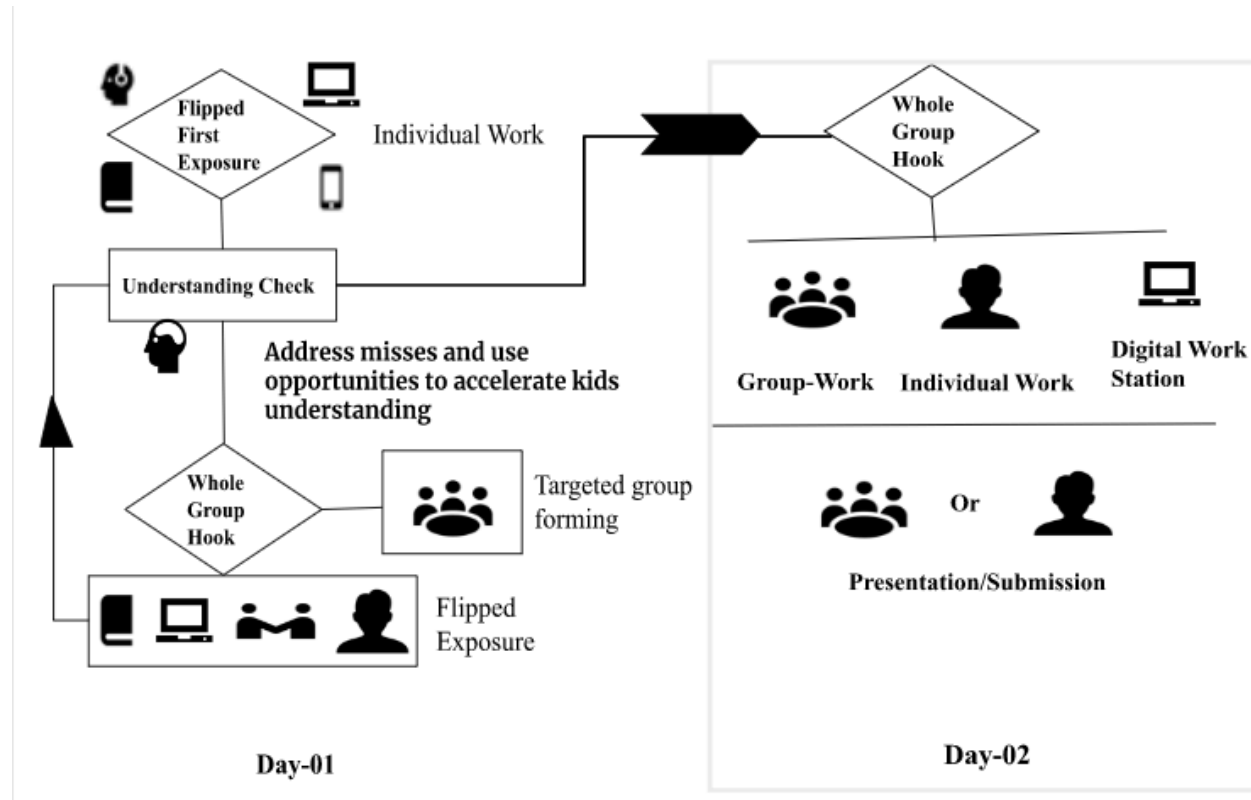 Flipped
First
Exposure
Individual Work
Understanding Check
Address misses and use
opportunities to accelerate kids
understanding
Whole
Group
Hook
Targeted group
forming
Flipped
Exposure
Day-01
Whole
Group
Hook
Group-Work
Individual Work
Digital Work
Station
Or
Presentation/Submission
Day-02